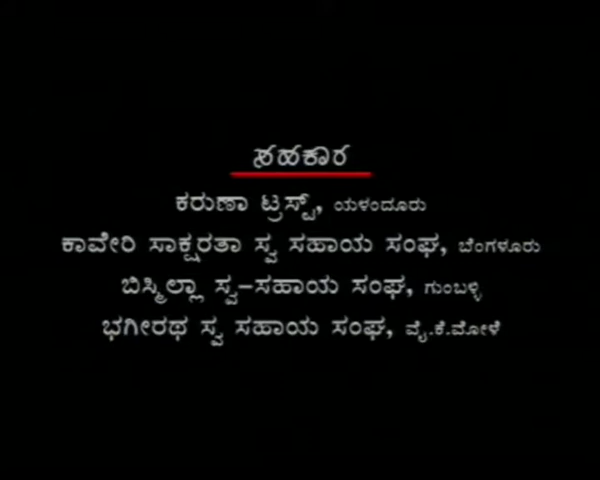 ಸಹಕಾರ
ಕರುಣಾ ಟ್ರಸ್ಟ್, ಯಳಂದೂರು
ಕಾವೇರಿ ಸಾಕ್ಷರತಾ ಸ್ವ ಸಹಾಯ ಸಂಘ, ಬೆಂಗಳೂರು
ಬಿಸ್ಮಿಲ್ಲಾ ಸ್ವ-ಸಹಾಯ ಸಂಘ, ಗುಂಬಳ್ಳಿ
ಭಗೀರಥ ಸ್ವ ಸಹಾಯ ಸಂಘ, ವೈ.ಕೆ.ಮೋಳೆ